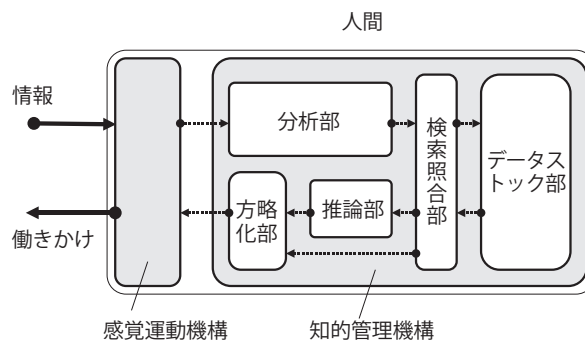 人間
情報
分析部
検索照合部
データス
トック部
方略
化部
推論部
働きかけ
感覚運動機構
知的管理機構